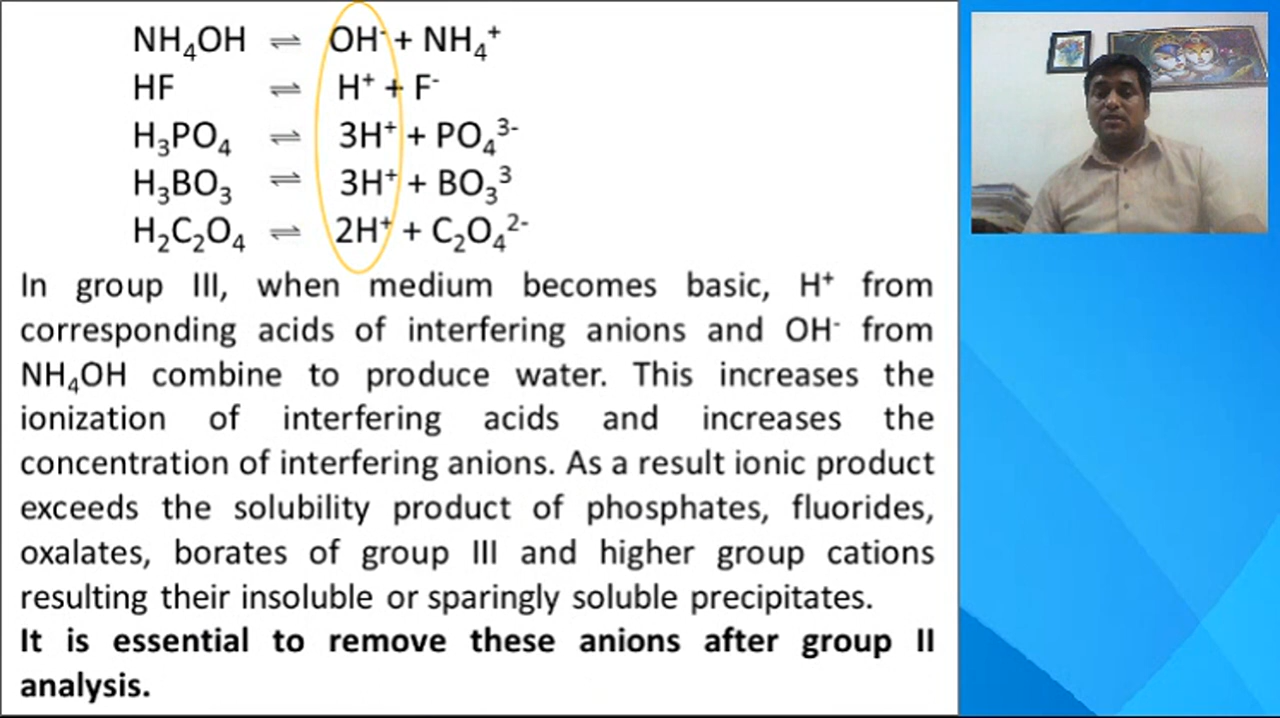 NH₄OH ⇌ OH⁻ + NH₄⁺
HF ⇌ H⁺ + F⁻
H₃PO₄ ⇌ 3H⁺ + PO₄³⁻
H₃BO₃ ⇌ 3H⁺ + BO₃³
H₂C₂O₄ ⇌ 2H⁺ + C₂O₄²⁻
In group III, when medium becomes basic, H⁺ from
corresponding acids of interfering anions and OH⁻ from
NH₄OH combine to produce water. This increases the
ionization of interfering acids and increases the
concentration of interfering anions. As a result ionic product
exceeds the solubility product of phosphates, fluorides,
oxalates, borates of group III and higher group cations
resulting their insoluble or sparingly soluble precipitates.
It is essential to remove these anions after group II
analysis.